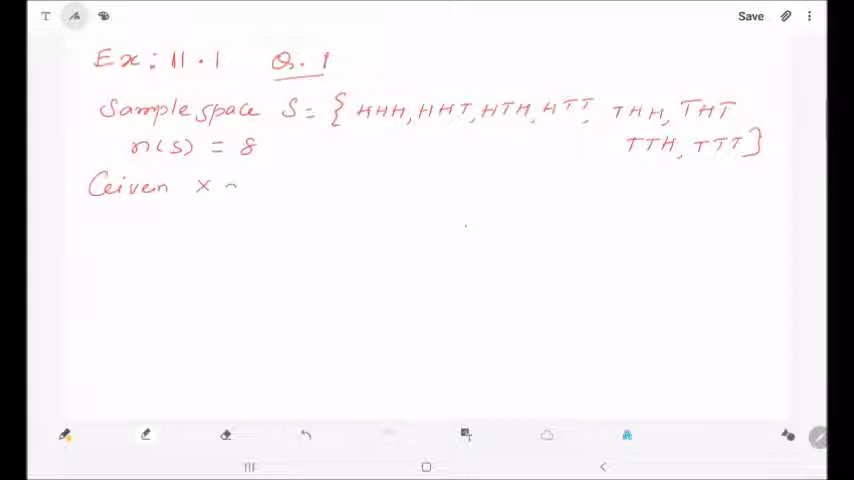 T Save
Ex: 11.1 Q.1
Sample space S = { HHH, HHT, HTH, HTT, THH, THT
n(S) = 8 TTH, TTT }
Given X